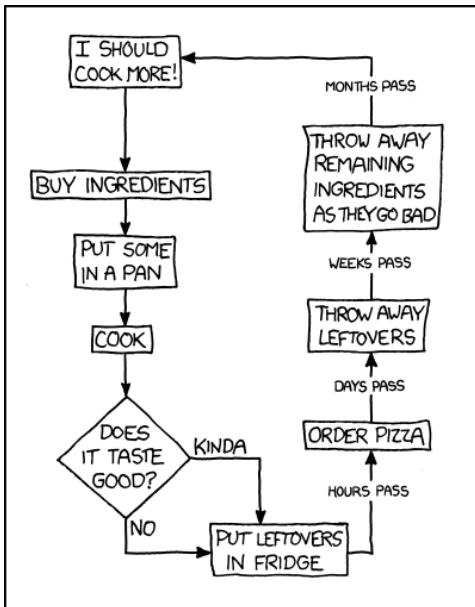 I SHOULD
COOK MORE!
BUY INGREDIENTS
PUT SOME
IN A PAN
COOK
DOES
IT TASTE
GOOD?
KINDA
NO
PUT LEFTOVERS
IN FRIDGE
HOURS PASS
ORDER PIZZA
DAYS PASS
THROW AWAY
LEFTOVERS
WEEKS PASS
THROW AWAY
REMAINING
INGREDIENTS
AS THEY GO BAD
MONTHS PASS